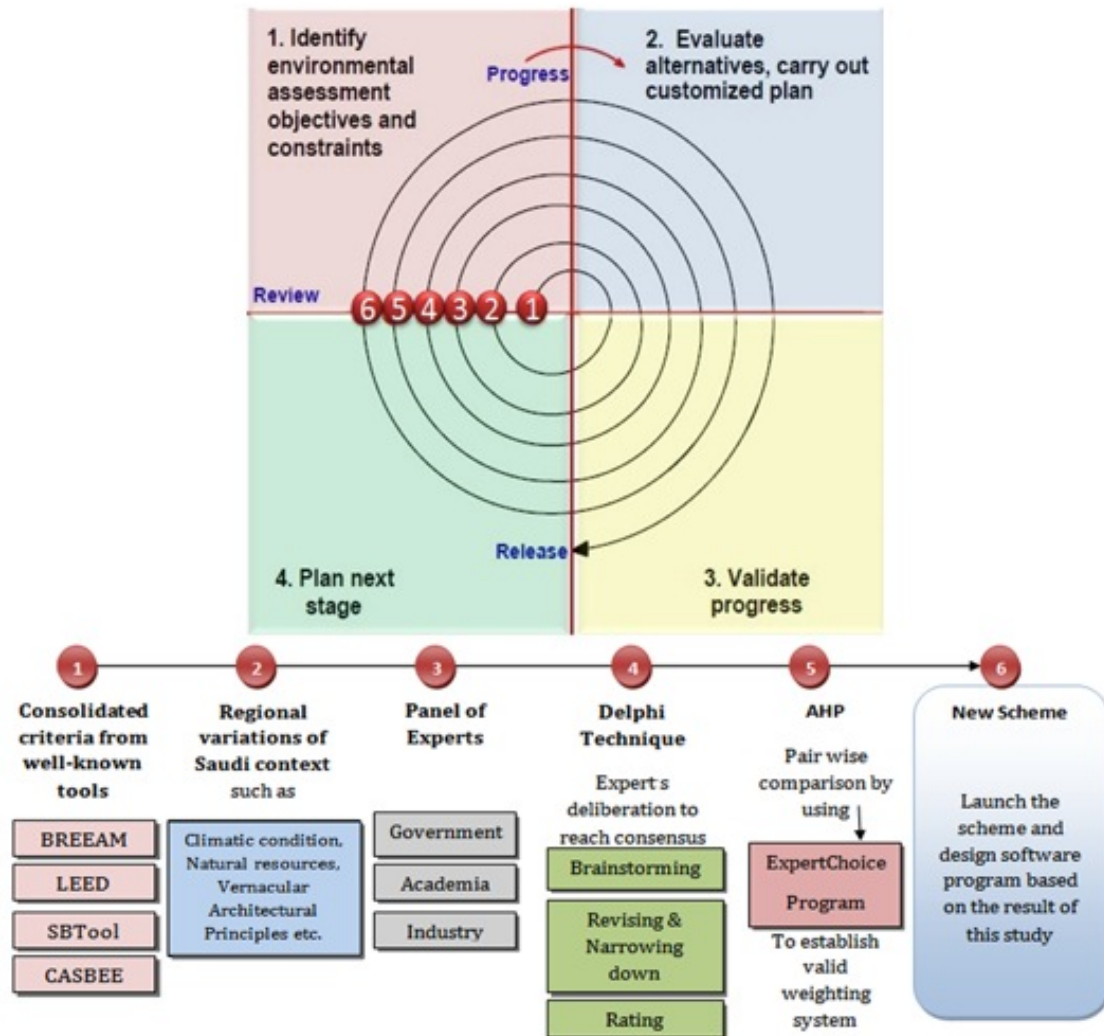 1. Identify
environmental
assessment
objectives and
constraints
Progress
2. Evaluate
alternatives, carry out
customized plan
Review
6 5 4 3 2 1
Release
4. Plan next
stage
3. Validate
progress
1
Consolidated
criteria from
well-known
tools
BREEAM
LEED
SBTool
CASBEE
2
Regional
variations of
Saudi context
such as
Climatic condition,
Natural resources,
Vernacular
Architectural
Principles etc.
3
Panel of
Experts
Government
Academia
Industry
4
Delphi
Technique
Expert's
deliberation to
reach consensus
Brainstorming
Revising &
Narrowing
down
Rating
5
AHP
Pair wise
comparison by
using
ExpertChoice
Program
To establish
valid
weighting
system
6
New Scheme
Launch the
scheme and
design software
program based
on the result of
this study